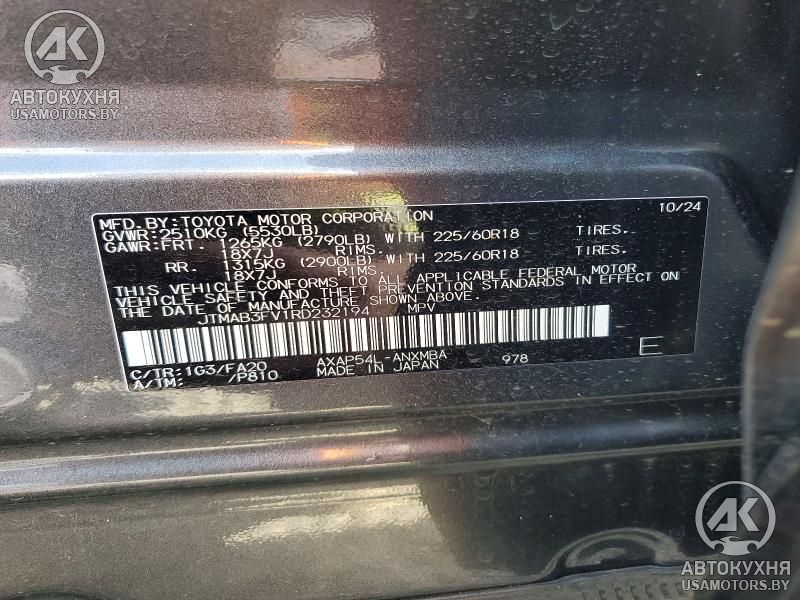 АК
АВТОКУХНЯ
USAMOTORS.BY
MFD. BY: TOYOTA MOTOR CORPORATION 10/24
GVWR: 2510KG (5530LB)
GAWR: FRT. 1265KG (2790LB) WITH 225/60R18 TIRES.
18X7J RIMS.
RR. 1315KG (2900LB) WITH 225/60R18 TIRES.
18X7J RIMS.
THIS VEHICLE CONFORMS TO ALL APPLICABLE FEDERAL MOTOR
VEHICLE SAFETY AND THEFT PREVENTION STANDARDS IN EFFECT ON
THE DATE OF MANUFACTURE SHOWN ABOVE.
JTMAB3FV1RD232194 MPV
C/TR: 1G3/FA20 AXAP54L-ANXMBA 978 E
A/TM: /P810 MADE IN JAPAN
АК
АВТОКУХНЯ
USAMOTORS.BY